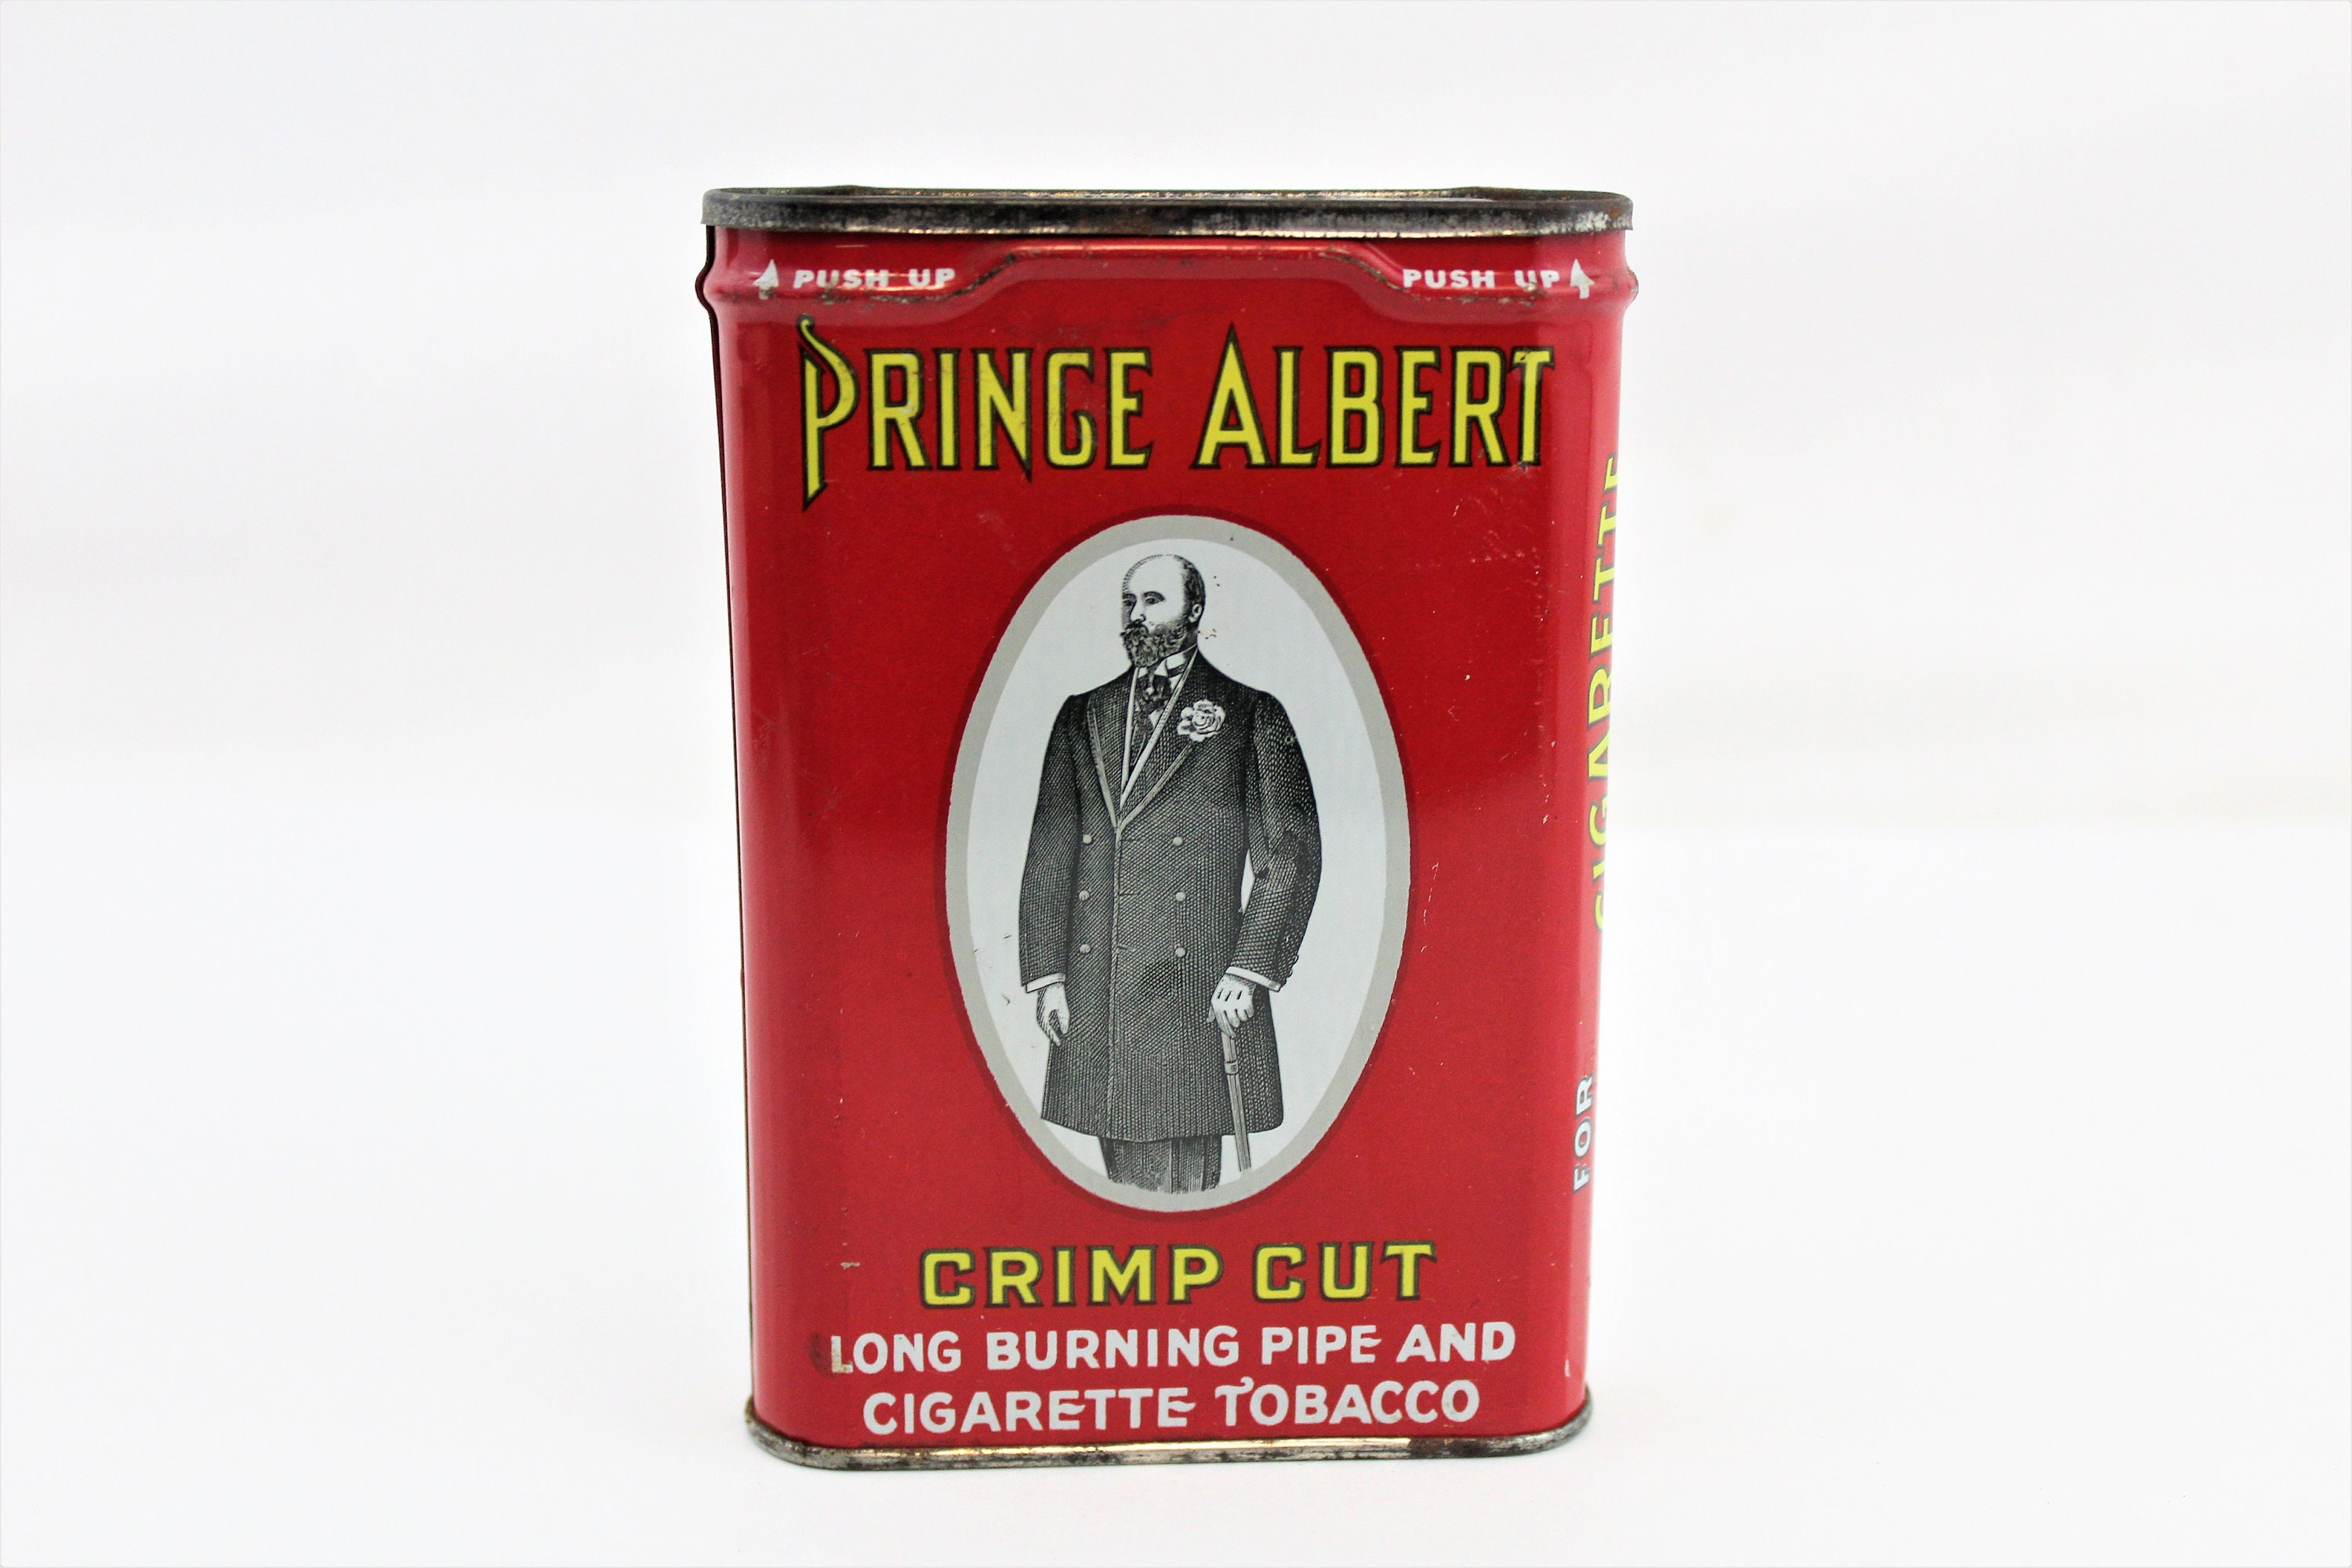 PUSH UP PUSH UP
PRINCE ALBERT
CRIMP CUT
LONG BURNING PIPE AND
CIGARETTE TOBACCO
FOR CIGARETTE